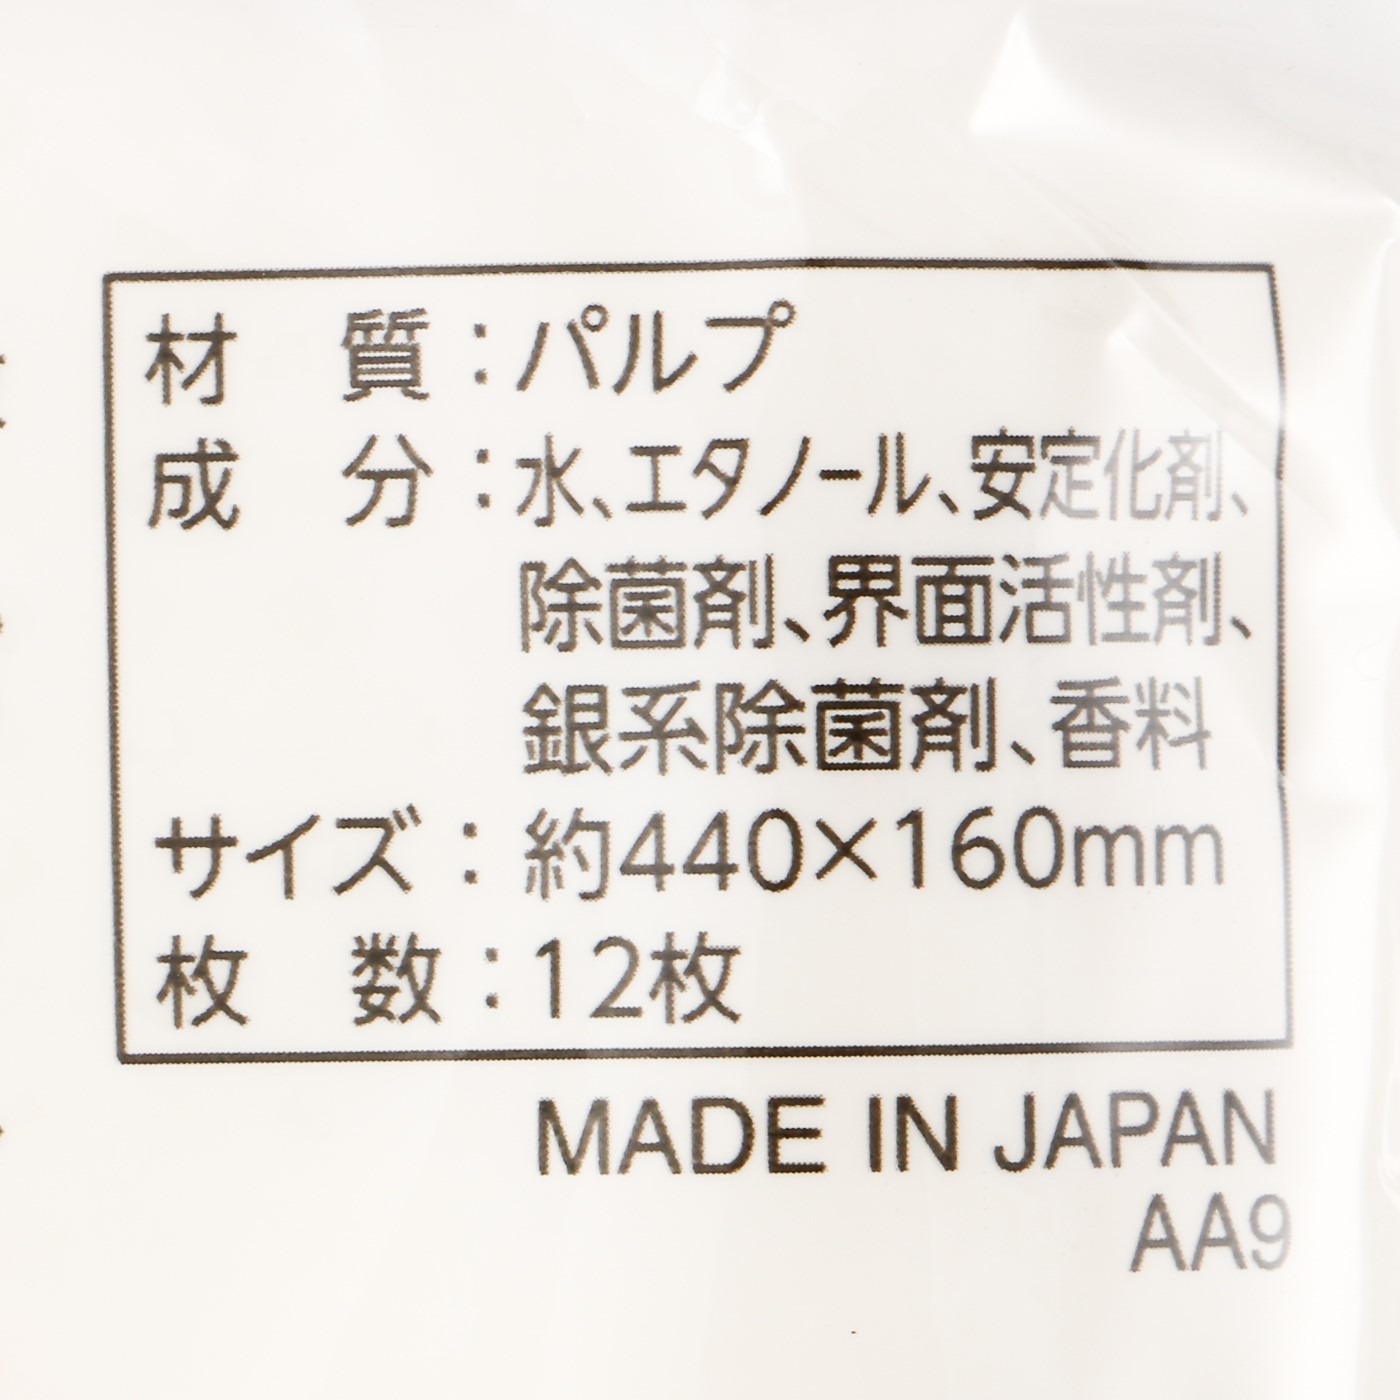 材　質：パルプ
成　分：水、エタノール、安定化剤、
除菌剤、界面活性剤、
銀系除菌剤、香料
サイズ：約440×160mm
枚　数：12枚
MADE IN JAPAN
AA9